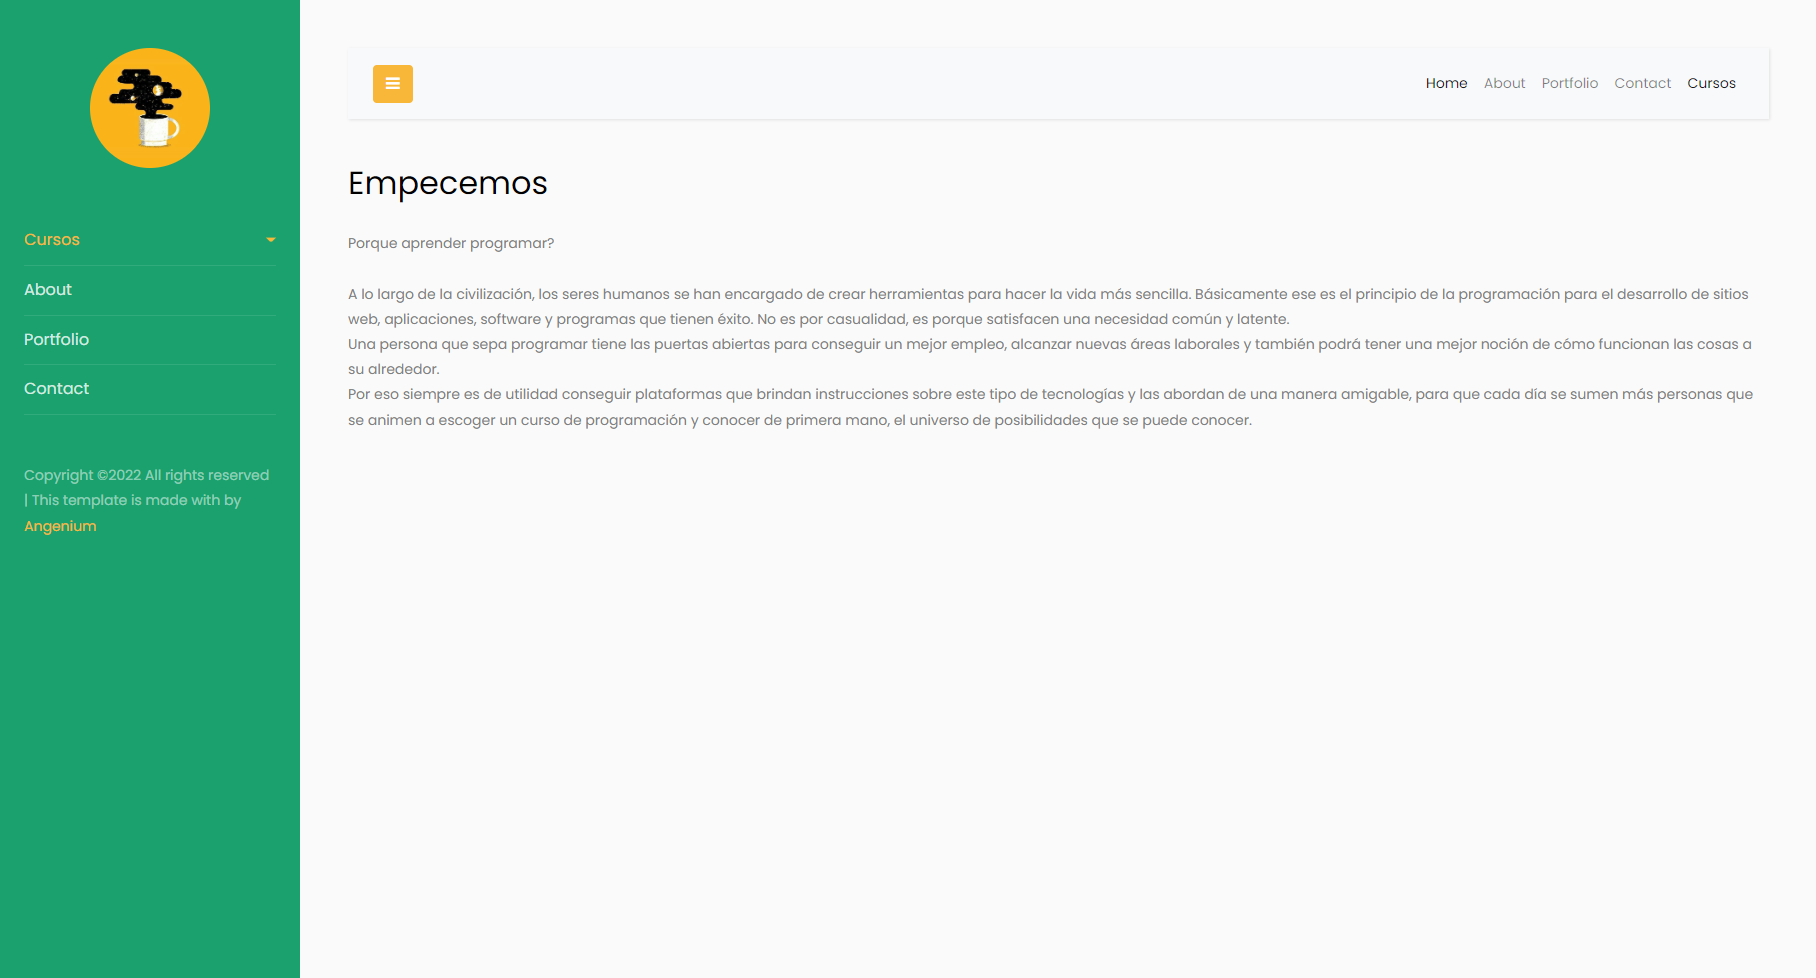 Cursos
About
Portfolio
Contact
Copyright ©2022 All rights reserved
| This template is made with by
Angenium
Home About Portfolio Contact Cursos
Empecemos
Porque aprender programar?
A lo largo de la civilización, los seres humanos se han encargado de crear herramientas para hacer la vida más sencilla. Básicamente ese es el principio de la programación para el desarrollo de sitios
web, aplicaciones, software y programas que tienen éxito. No es por casualidad, es porque satisfacen una necesidad común y latente.
Una persona que sepa programar tiene las puertas abiertas para conseguir un mejor empleo, alcanzar nuevas áreas laborales y también podrá tener una mejor noción de cómo funcionan las cosas a
su alrededor.
Por eso siempre es de utilidad conseguir plataformas que brindan instrucciones sobre este tipo de tecnologías y las abordan de una manera amigable, para que cada día se sumen más personas que
se animen a escoger un curso de programación y conocer de primera mano, el universo de posibilidades que se puede conocer.